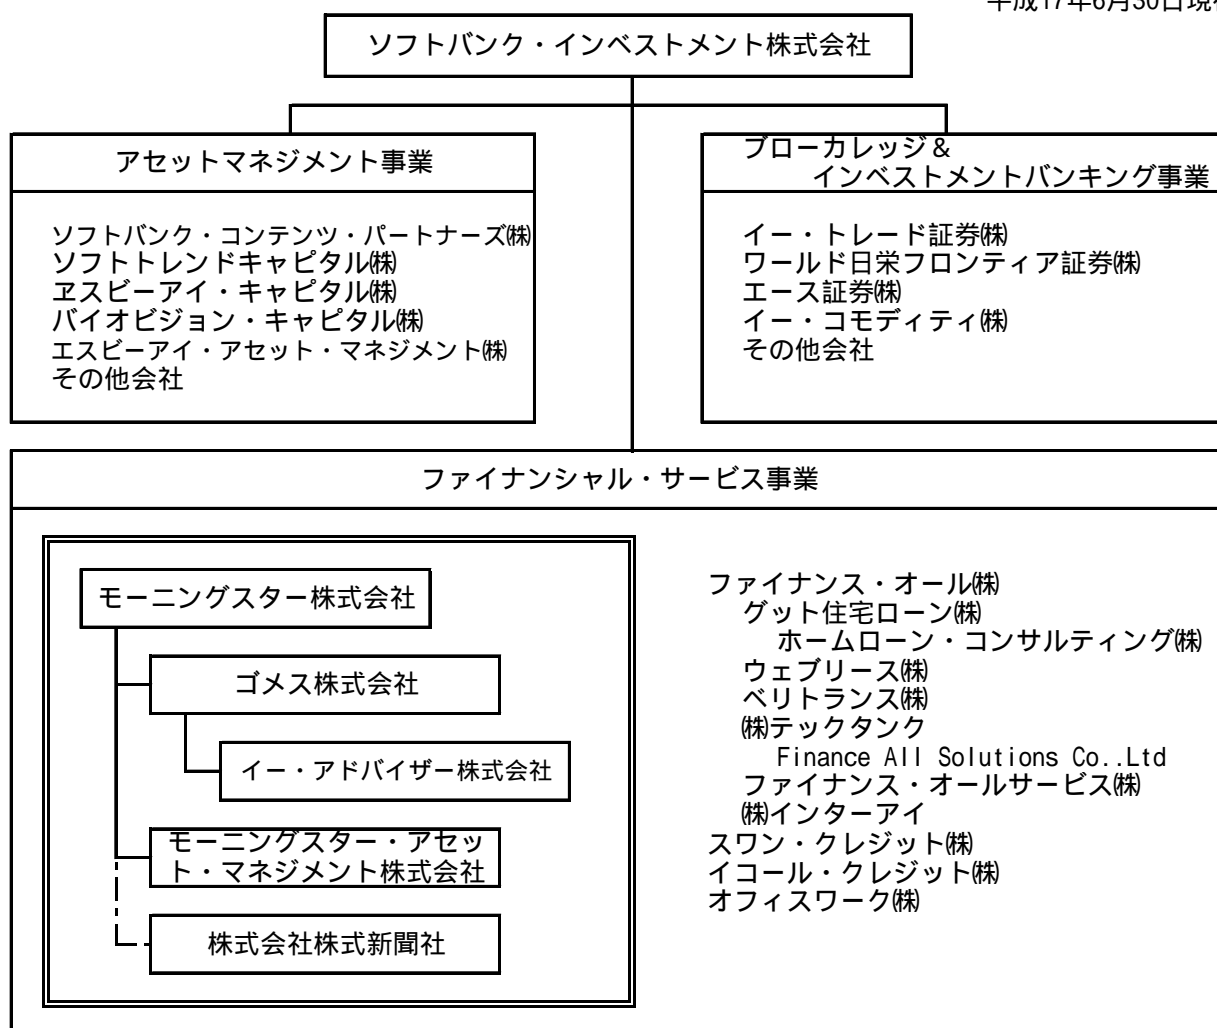 平成17年6月30日現在
ソフトバンク・インベストメント株式会社
アセットマネジメント事業
ソフトバンク・コンテンツ・パートナーズ㈱
ソフトトレンドキャピタル㈱
ヱスビーアイ・キャピタル㈱
バイオビジョン・キャピタル㈱
エスビーアイ・アセット・マネジメント㈱
その他会社
ブローカレッジ&
インベストメントバンキング事業
イー・トレード証券㈱
ワールド日栄フロンティア証券㈱
エース証券㈱
イー・コモディティ㈱
その他会社
ファイナンシャル・サービス事業
モーニングスター株式会社
ゴメス株式会社
イー・アドバイザー株式会社
モーニングスター・アセッ
ト・マネジメント株式会社
株式会社株式新聞社
ファイナンス・オール㈱
グット住宅ローン㈱
ホームローン・コンサルティング㈱
ウェブリース㈱
ベリトランス㈱
㈱テックタンク
Finance All Solutions Co..Ltd
ファイナンス・オールサービス㈱
㈱インターアイ
スワン・クレジット㈱
イコール・クレジット㈱
オフィスワーク㈱